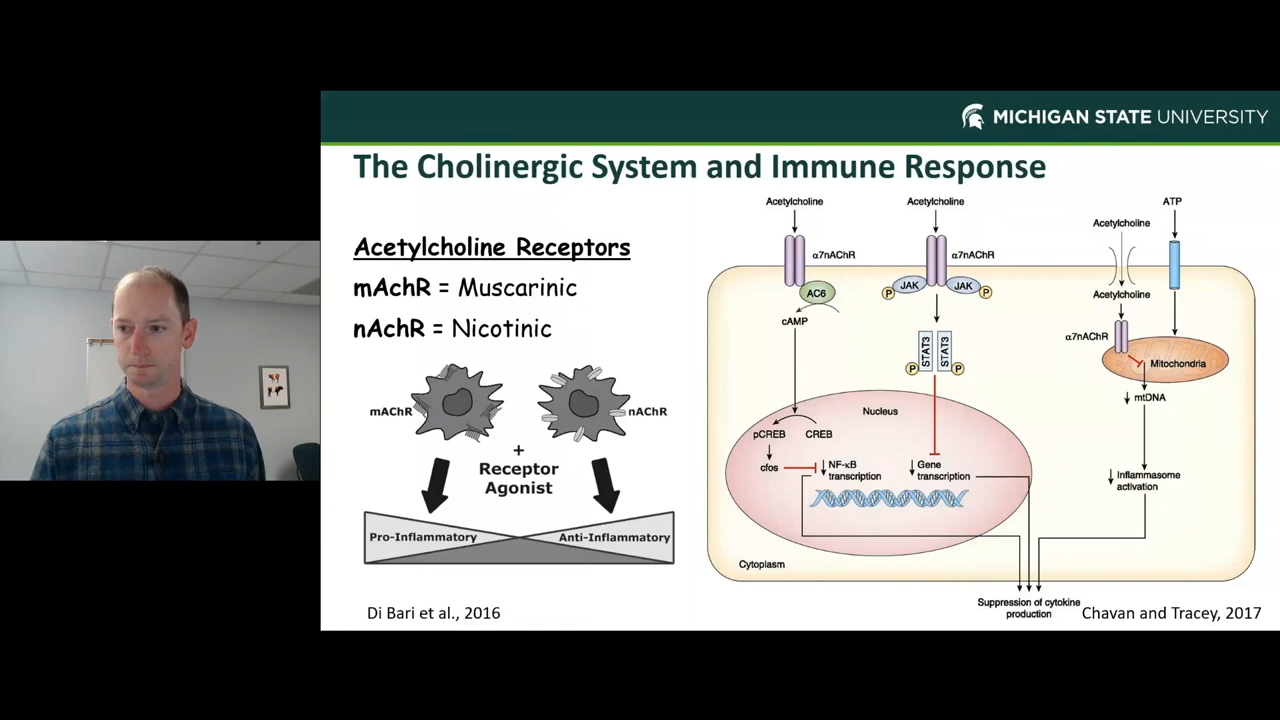 MICHIGAN STATE UNIVERSITY
The Cholinergic System and Immune Response
Acetylcholine Receptors
mAchR = Muscarinic
nAchR = Nicotinic
mAChR
nAChR
+
Receptor
Agonist
Pro-Inflammatory
Anti-Inflammatory
Di Bari et al., 2016
Acetylcholine
Acetylcholine
ATP
Acetylcholine
α7nAChR
α7nAChR
AC6
P
JAK
JAK
P
Acetylcholine
cAMP
α7nAChR
STAT3
STAT3
P
P
Mitochondria
mtDNA
Nucleus
pCREB
CREB
cfos
NF-κB
transcription
Gene
transcription
Inflammasome
activation
Cytoplasm
Suppression of cytokine
production
Chavan and Tracey, 2017